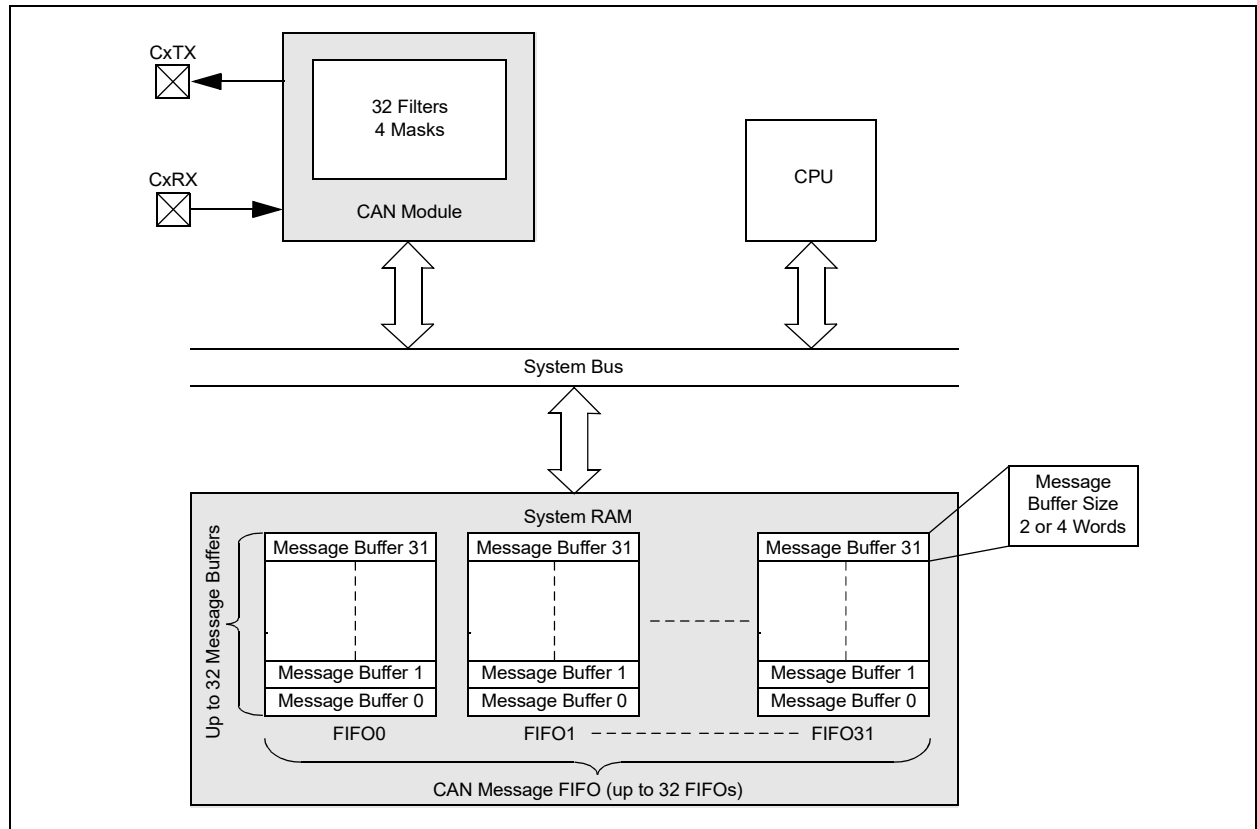 CxTX
32 Filters
4 Masks
CxRX
CAN Module
CPU
System Bus
Message
Buffer Size
2 or 4 Words
System RAM
Up to 32 Message Buffers
Message Buffer 31
Message Buffer 31
Message Buffer 31
Message Buffer 1
Message Buffer 1
Message Buffer 1
Message Buffer 0
Message Buffer 0
Message Buffer 0
FIFO0
FIFO1
FIFO31
CAN Message FIFO (up to 32 FIFOs)